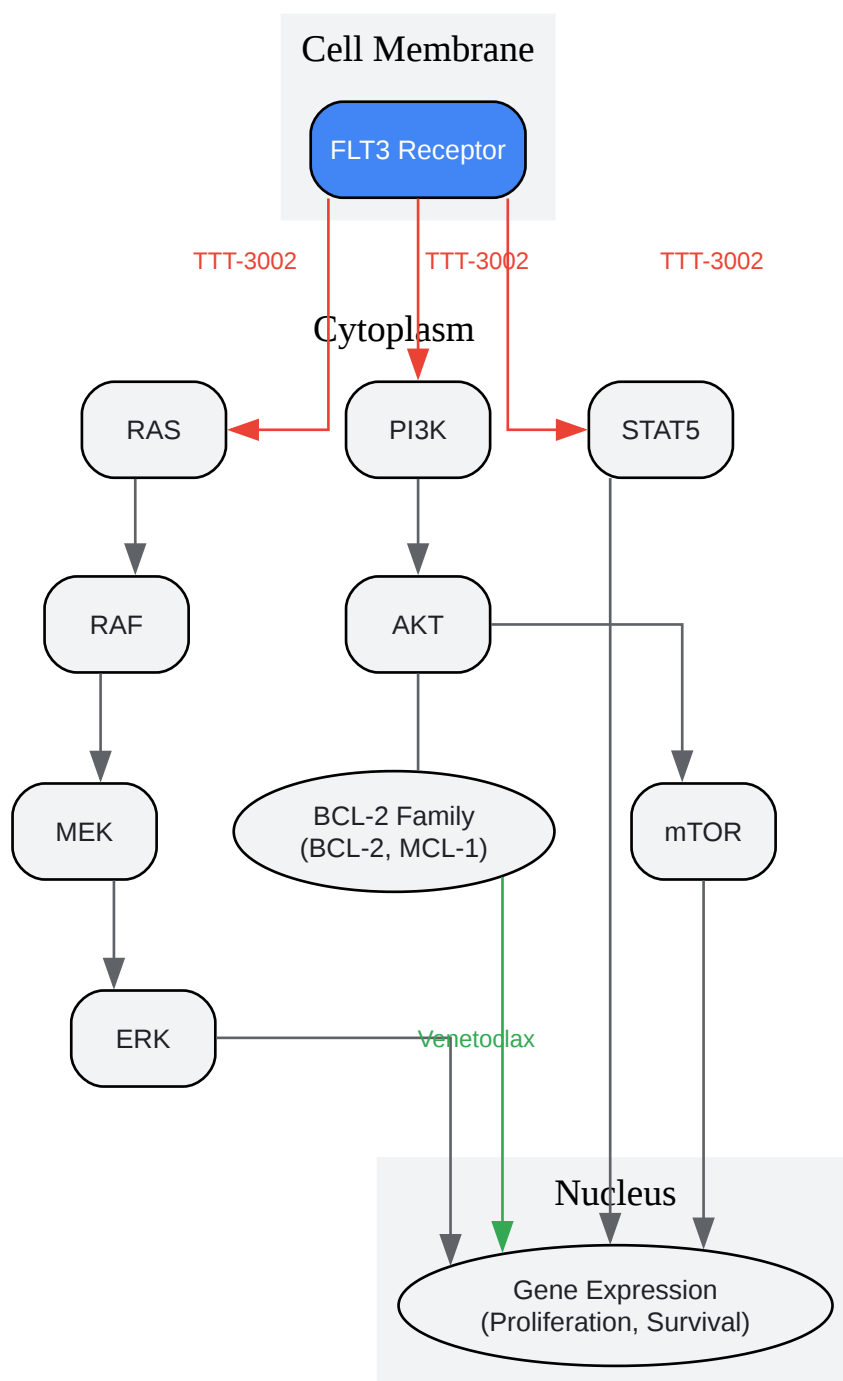 Cell Membrane
FLT3 Receptor
TTT-3002
TTT-3002
TTT-3002
Cytoplasm
RAS
PI3K
STAT5
RAF
AKT
MEK
BCL-2 Family
(BCL-2, MCL-1)
mTOR
ERK
Venetoclax
Nucleus
Gene Expression
(Proliferation, Survival)